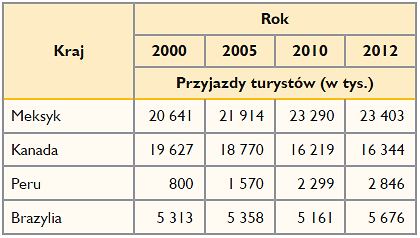 Kraj
Rok
2000 2005 2010 2012
Przyjazdy turystów (w tys.)
Meksyk 20 641 21 914 23 290 23 403
Kanada 19 627 18 770 16 219 16 344
Peru 800 1 570 2 299 2 846
Brazylia 5 313 5 358 5 161 5 676